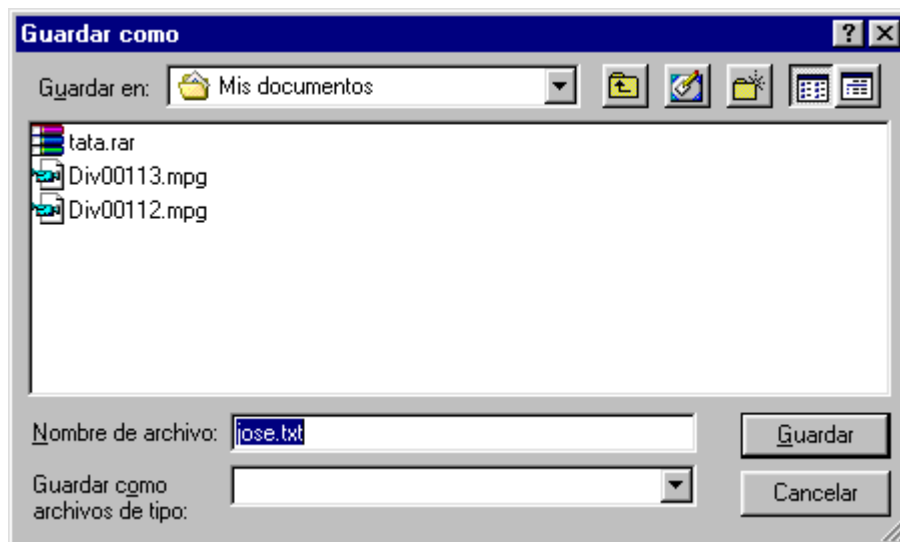 Guardar como
Guardar en: Mis documentos
tata.rar
Div00113.mpg
Div00112.mpg
Nombre de archivo: jose.txt Guardar
Guardar como
archivos de tipo: Cancelar